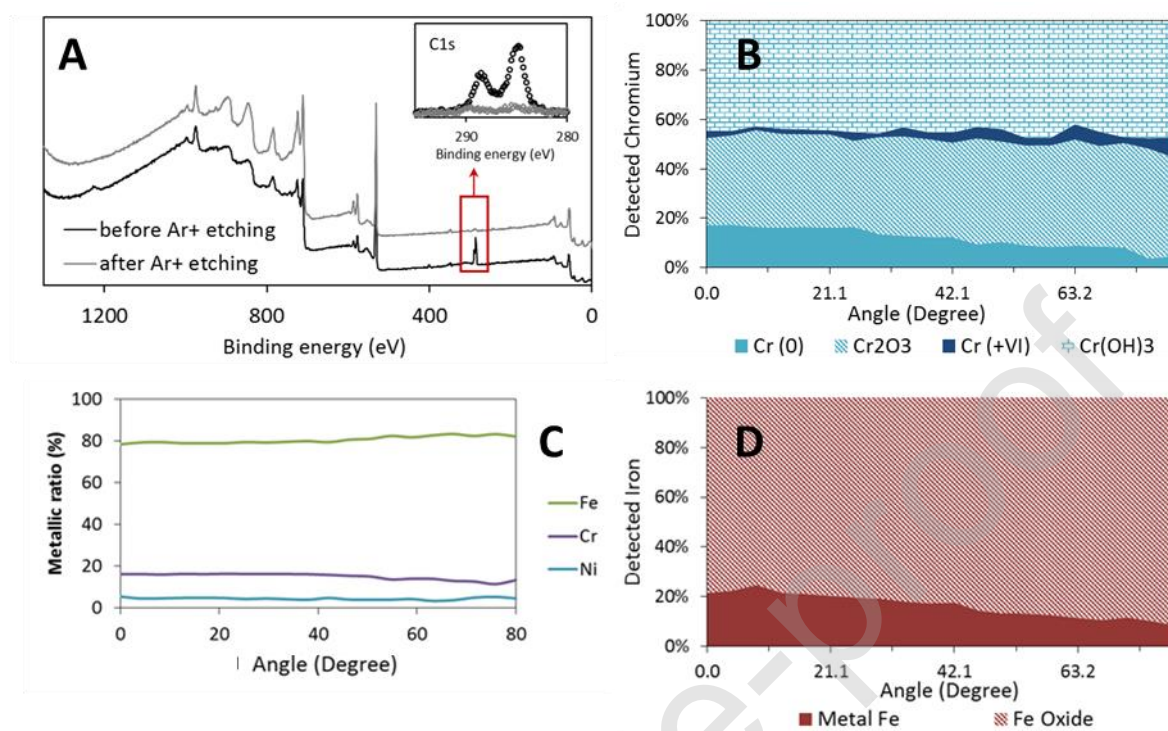 A
C1s
290
280
Binding energy (eV)
before Ar+ etching
after Ar+ etching
1200
800
400
0
Binding energy (eV)
B
Detected Chromium
100%
80%
60%
40%
20%
0%
0.0
21.1
42.1
63.2
Angle (Degree)
Cr (0)
Cr2O3
Cr (+VI)
Cr(OH)3
C
Metallic ratio (%)
100
80
60
40
20
0
0
20
40
60
80
Angle (Degree)
Fe
Cr
Ni
D
Detected Iron
100%
80%
60%
40%
20%
0%
0.0
21.1
42.1
63.2
Angle (Degree)
Metal Fe
Fe Oxide
e-proof